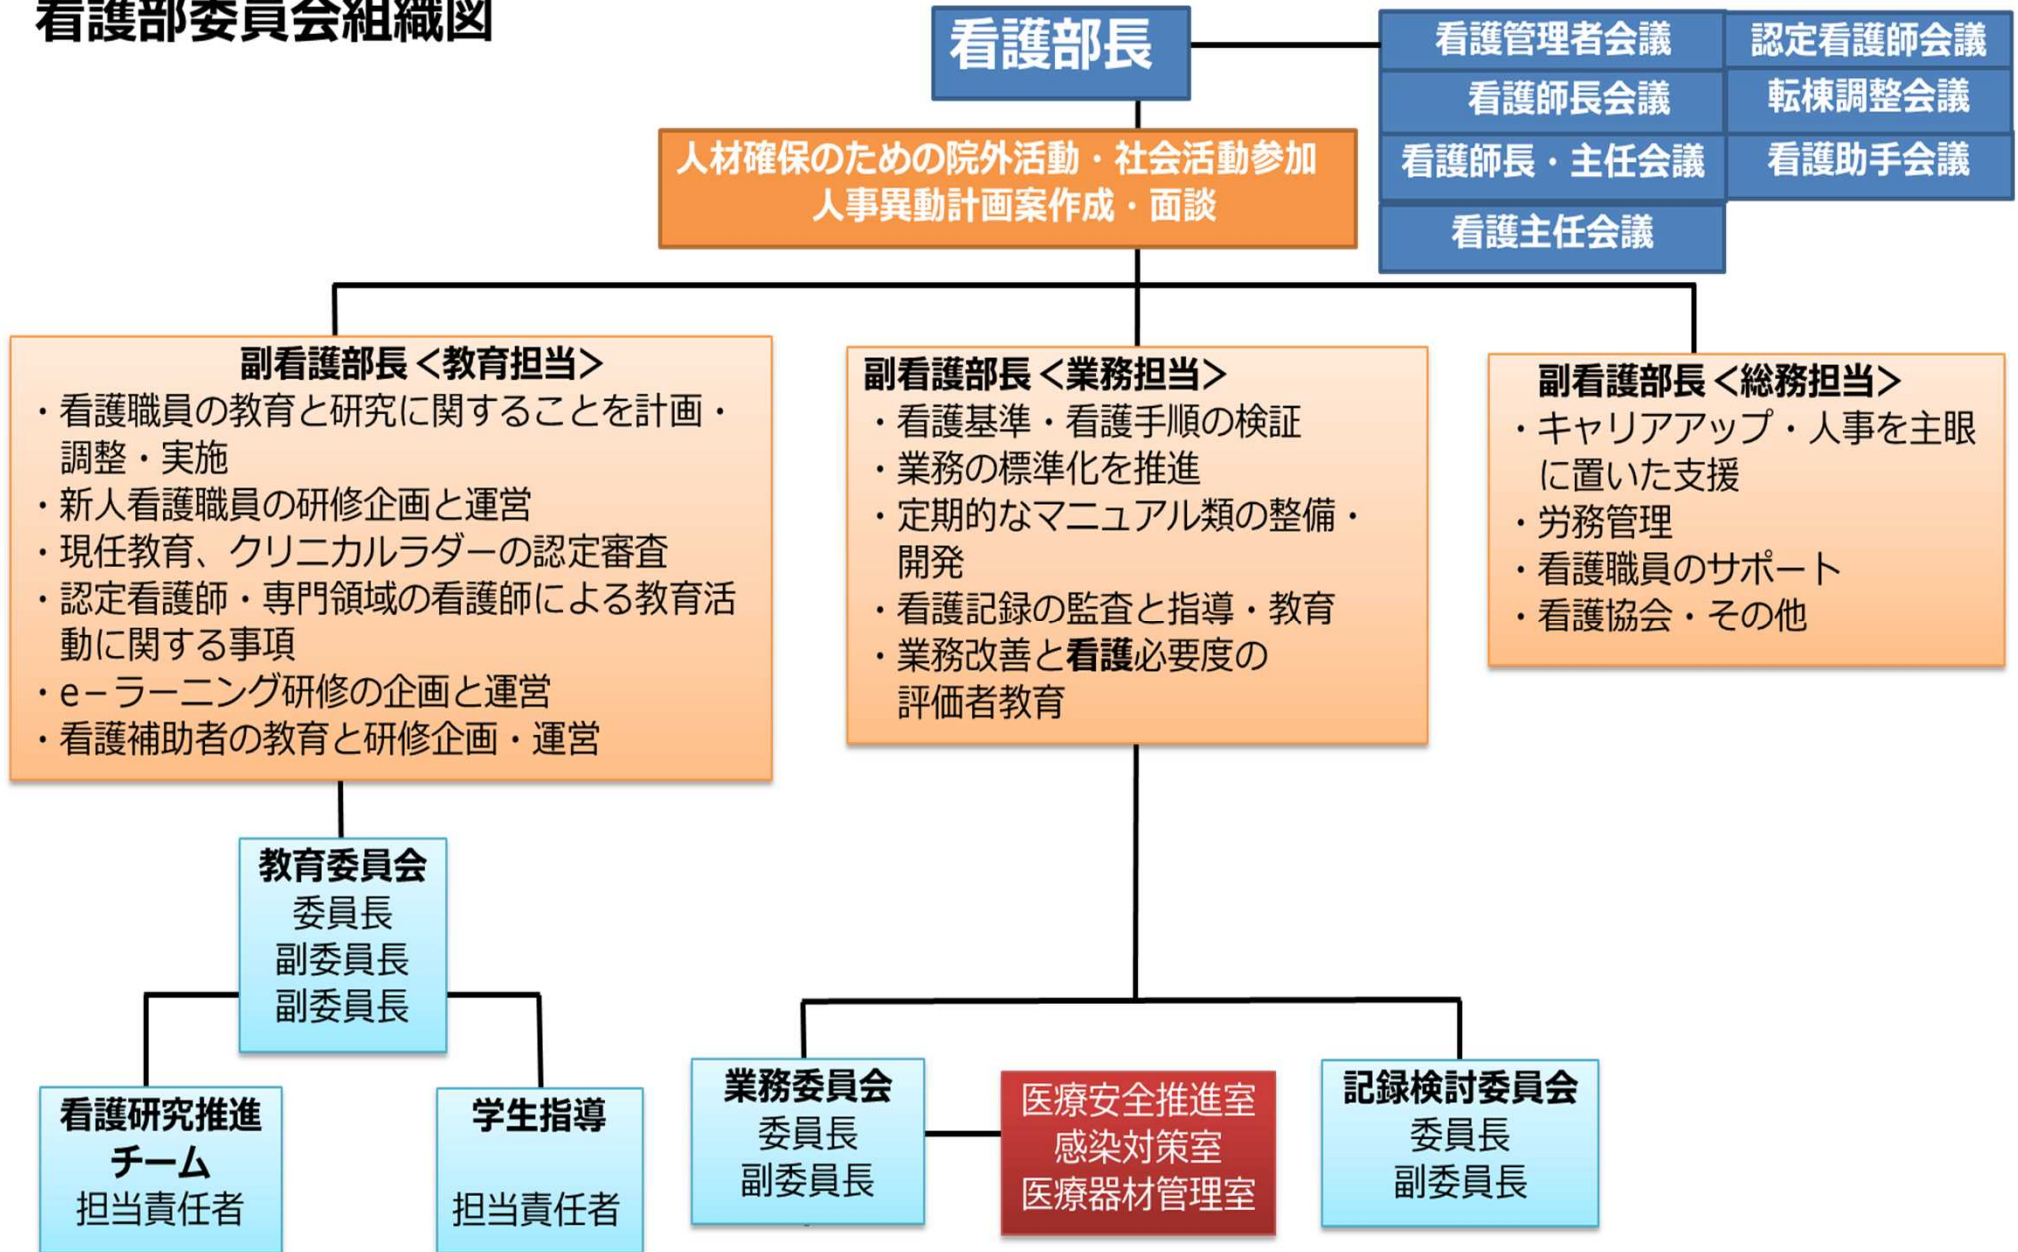 看護部委員会組織図
看護部長
看護管理者会議
認定看護師会議
看護師長会議
転棟調整会議
看護師長・主任会議
看護助手会議
看護主任会議
人材確保のための院外活動・社会活動参加
人事異動計画案作成・面談
副看護部長＜教育担当＞
・看護職員の教育と研究に関することを計画・
調整・実施
・新人看護職員の研修企画と運営
・現任教育、クリニカルラダーの認定審査
・認定看護師・専門領域の看護師による教育活
動に関する事項
・e－ラーニング研修の企画と運営
・看護補助者の教育と研修企画・運営
副看護部長＜業務担当＞
・看護基準・看護手順の検証
・業務の標準化を推進
・定期的なマニュアル類の整備・
開発
・看護記録の監査と指導・教育
・業務改善と看護必要度の
評価者教育
副看護部長＜総務担当＞
・キャリアアップ・人事を主眼
に置いた支援
・労務管理
・看護職員のサポート
・看護協会・その他
教育委員会
委員長
副委員長
副委員長
看護研究推進
チーム
担当責任者
学生指導
担当責任者
業務委員会
委員長
副委員長
医療安全推進室
感染対策室
医療器材管理室
記録検討委員会
委員長
副委員長